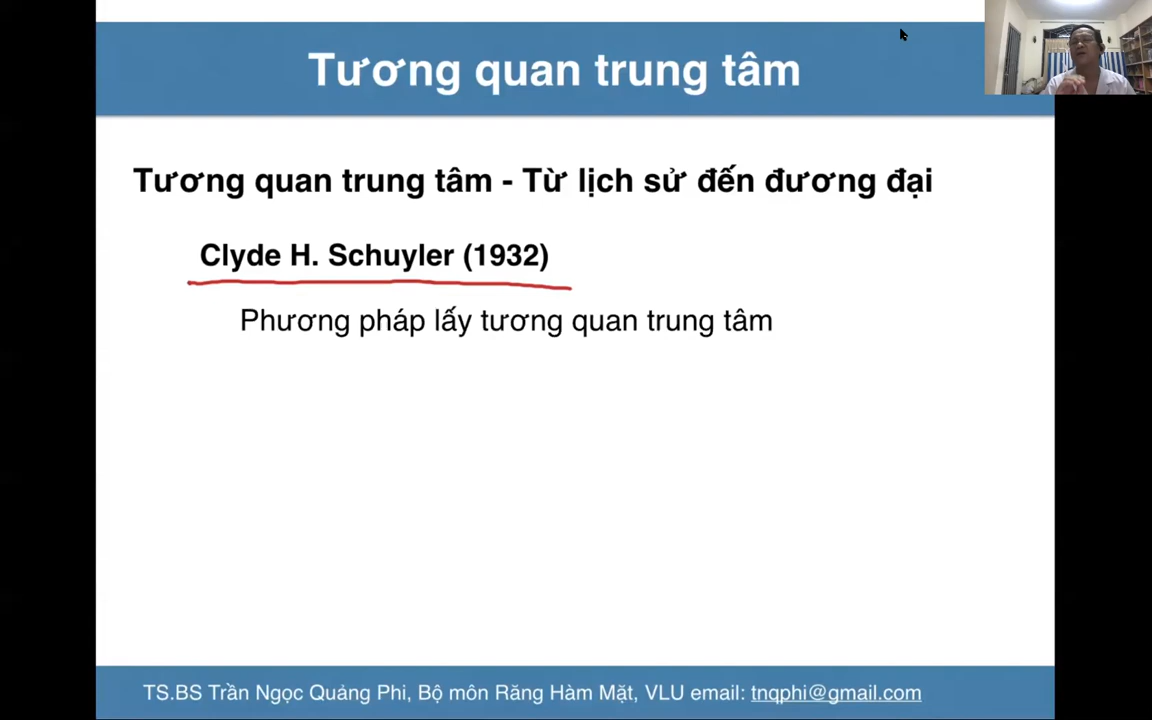 Tương quan trung tâm
Tương quan trung tâm - Từ lịch sử đến đương đại
Clyde H. Schuyler (1932)
Phương pháp lấy tương quan trung tâm
TS.BS Trần Ngọc Quảng Phi, Bộ môn Răng Hàm Mặt, VLU email: tnqphi@gmail.com